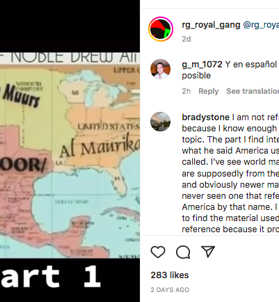 F NOBLE DREW
Muurs
UPPER
UNITED STATES
Al Maurika
OOR/
art 1
rg_royal_gang
@rg_roya
2d
g_m_1072 Y en español
posible
2h Reply See translation
bradystone I am not ref
because I know enough
topic. The part I find inte
what he said America us
called. I've seen world ma
are supposedly from the
and obviously newer ma
never seen one that refe
America by that name. I
to find the material used
reference because it pro
283 likes
2 DAYS AGO